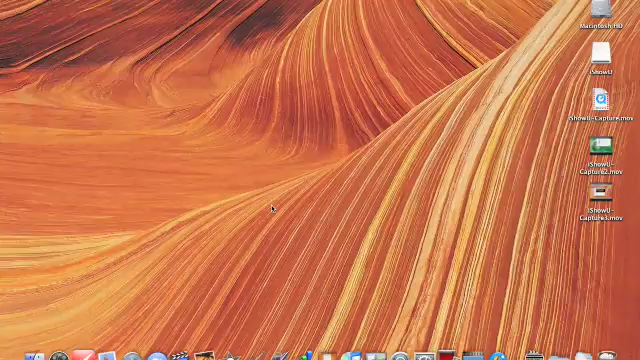 Macintosh HD
iShowU
iShowU-Capture.mov
iShowU-
Capture2.mov
iShowU-
Capture3.mov